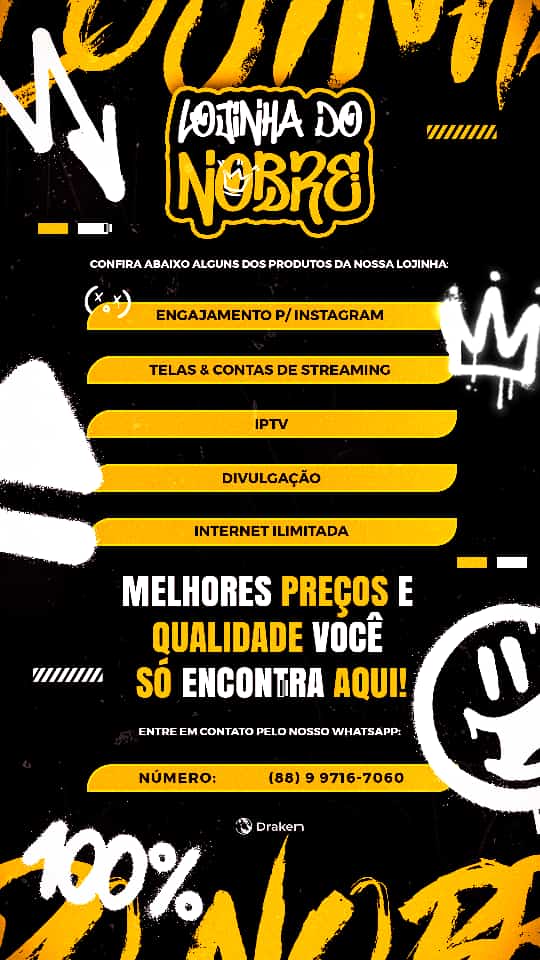 LOJINHA DO
NOBRE
CONFIRA ABAIXO ALGUNS DOS PRODUTOS DA NOSSA LOJINHA:
ENGAJAMENTO P/ INSTAGRAM
TELAS & CONTAS DE STREAMING
IPTV
DIVULGAÇÃO
INTERNET ILIMITADA
MELHORES PREÇOS E
QUALIDADE VOCÊ
SÓ ENCONTRA AQUI!
ENTRE EM CONTATO PELO NOSSO WHATSAPP:
NÚMERO: (88) 9 9716-7060
Draken
100%